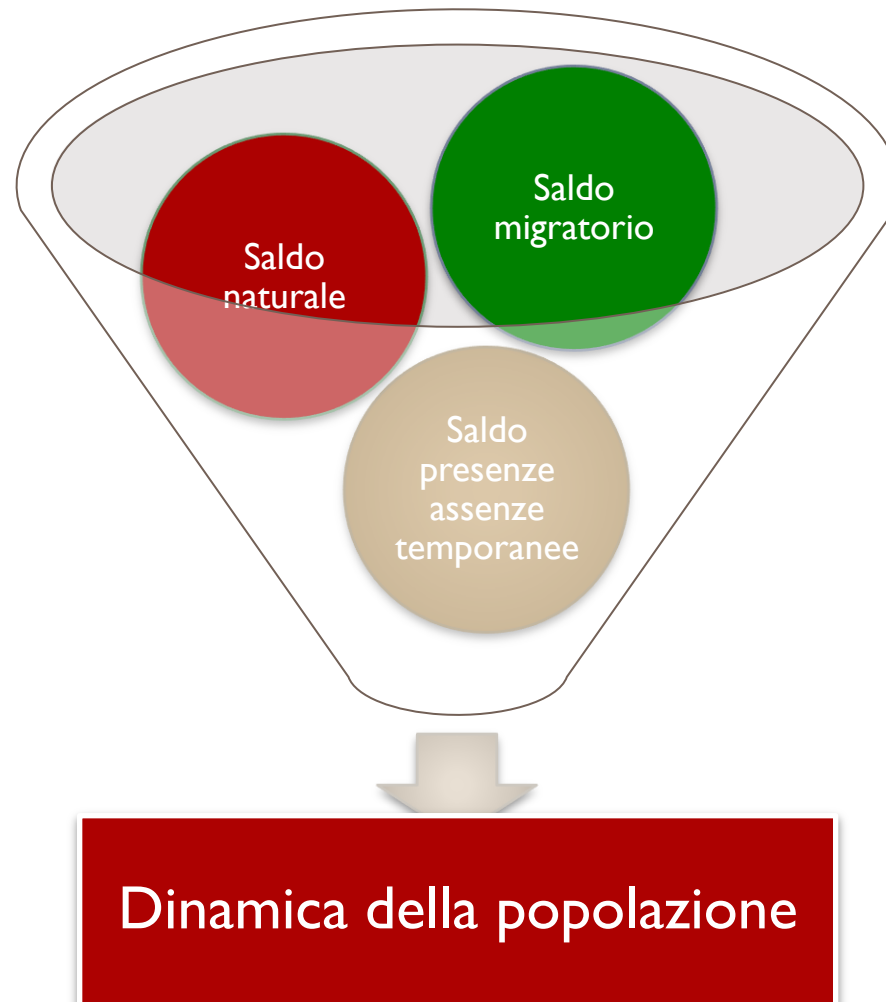 Saldo
migratorio
Saldo
naturale
Saldo
presenze
assenze
temporanee
Dinamica della popolazione